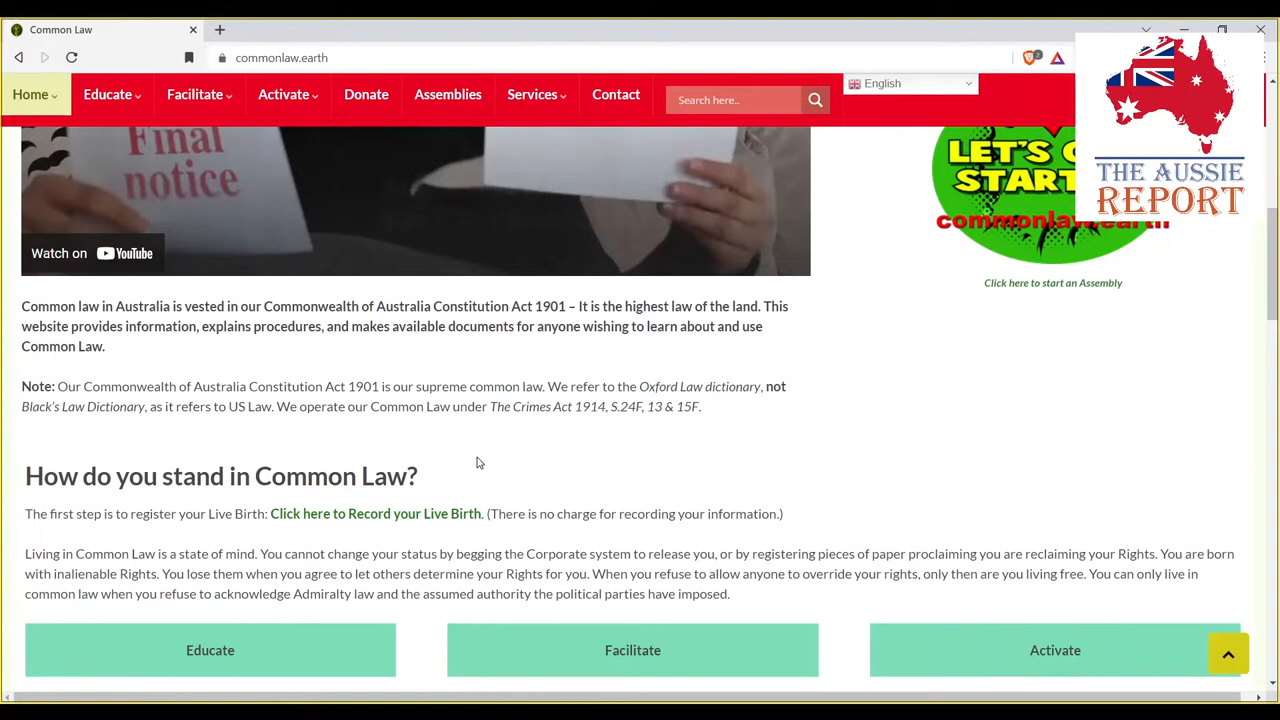 Common Law
commonlaw.earth
2
Home
Educate
Facilitate
Activate
Donate
Assemblies
Services
Contact
Search here..
English
THE AUSSIE
REPORT
Final
notice
Watch on YouTube
LET'S
START
commonlaw.earth
Click here to start an Assembly
Common law in Australia is vested in our Commonwealth of Australia Constitution Act 1901 – It is the highest law of the land. This
website provides information, explains procedures, and makes available documents for anyone wishing to learn about and use
Common Law.
Note: Our Commonwealth of Australia Constitution Act 1901 is our supreme common law. We refer to the Oxford Law dictionary, not
Black's Law Dictionary, as it refers to US Law. We operate our Common Law under The Crimes Act 1914, S.24F, 13 & 15F.
How do you stand in Common Law?
The first step is to register your Live Birth: Click here to Record your Live Birth. (There is no charge for recording your information.)
Living in Common Law is a state of mind. You cannot change your status by begging the Corporate system to release you, or by registering pieces of paper proclaiming you are reclaiming your Rights. You are born
with inalienable Rights. You lose them when you agree to let others determine your Rights for you. When you refuse to allow anyone to override your rights, only then are you living free. You can only live in
common law when you refuse to acknowledge Admiralty law and the assumed authority the political parties have imposed.
Educate
Facilitate
Activate